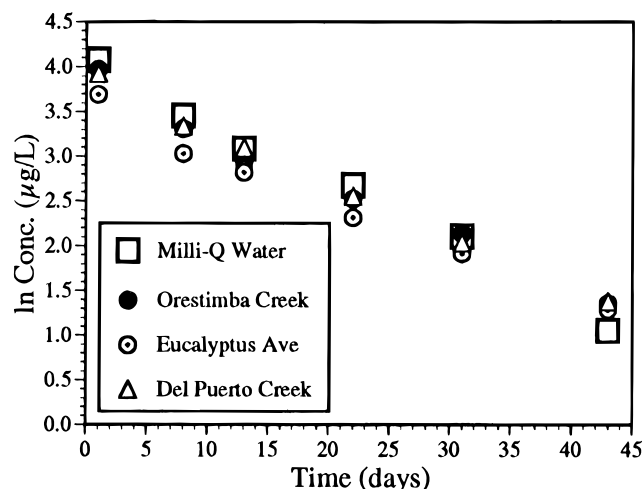 4.5
4.0
3.5
3.0
2.5
2.0
1.5
1.0
0.5
0.0
ln Conc. (µg/L)
Milli-Q Water
Orestimba Creek
Eucalyptus Ave
Del Puerto Creek
0 5 10 15 20 25 30 35 40 45
Time (days)